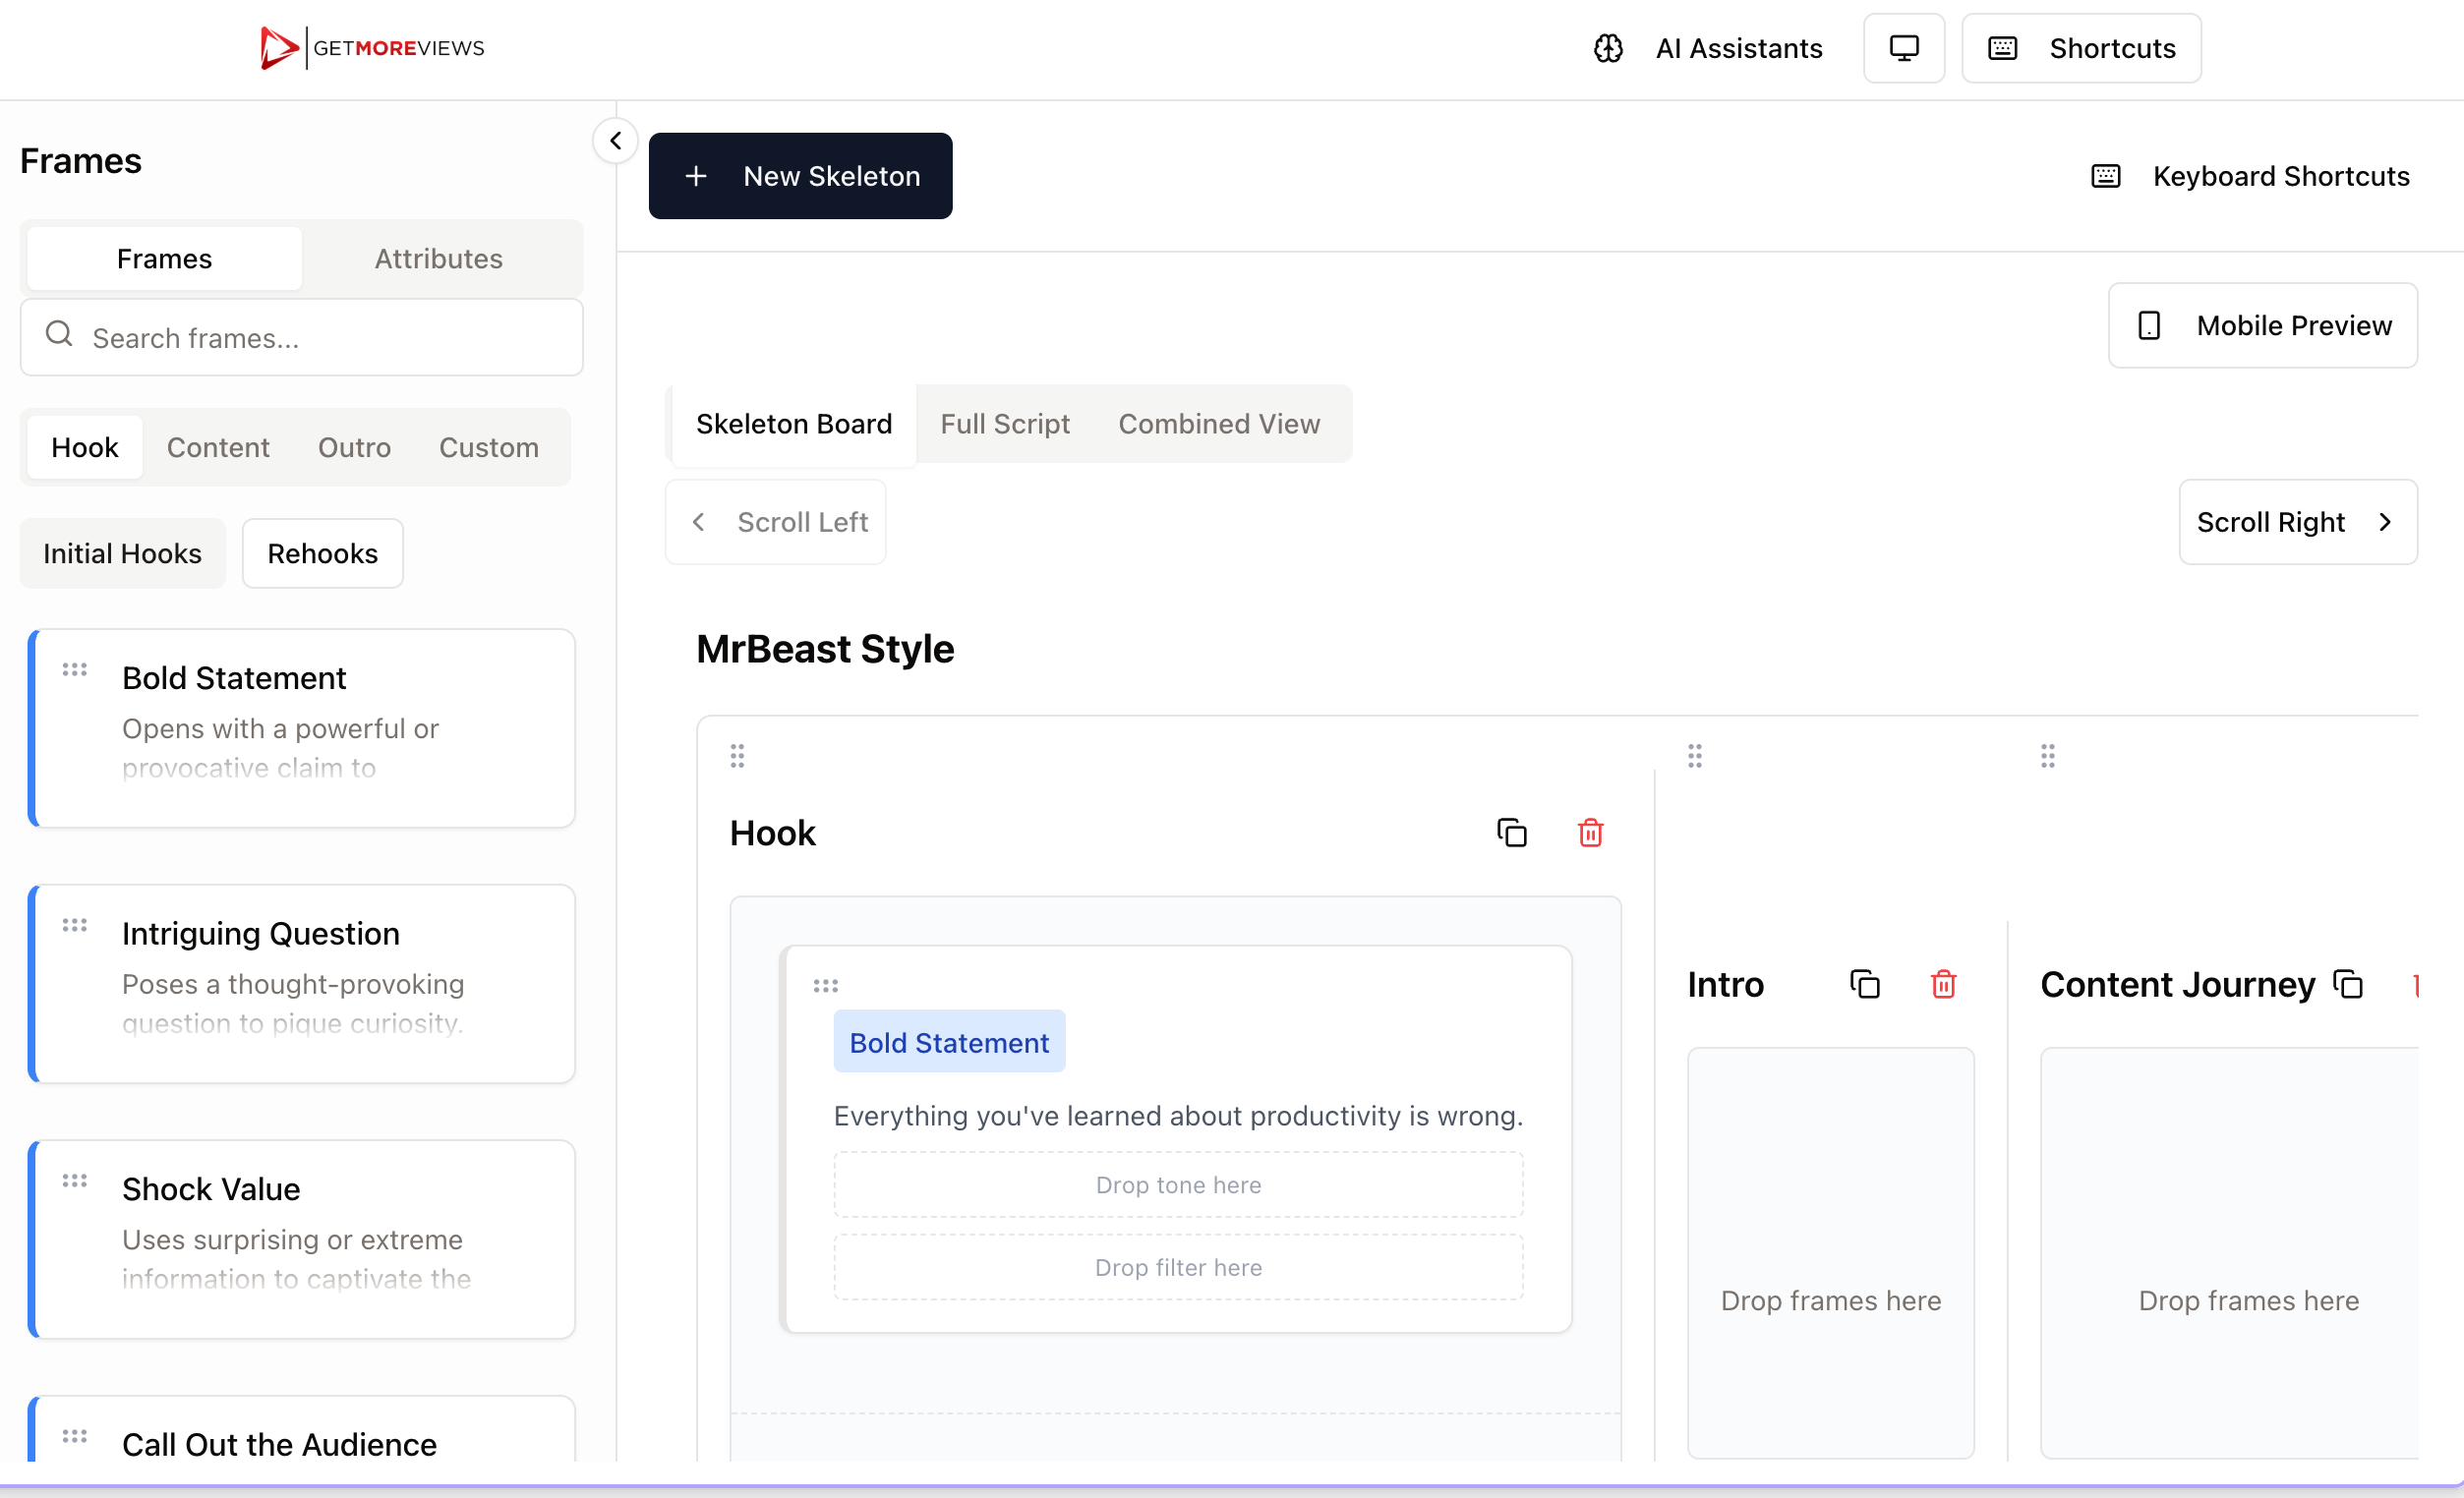 GETMOREVIEWS
AI Assistants
Shortcuts
Frames
New Skeleton
Keyboard Shortcuts
Frames
Attributes
Search frames...
Mobile Preview
Hook
Content
Outro
Custom
Skeleton Board
Full Script
Combined View
Initial Hooks
Rehooks
Scroll Left
Scroll Right
Bold Statement
Opens with a powerful or
provocative claim to
Intriguing Question
Poses a thought-provoking
question to pique curiosity.
Shock Value
Uses surprising or extreme
information to captivate the
Call Out the Audience
MrBeast Style
Hook
Bold Statement
Everything you've learned about productivity is wrong.
Drop tone here
Drop filter here
Intro
Drop frames here
Content Journey
Drop frames here